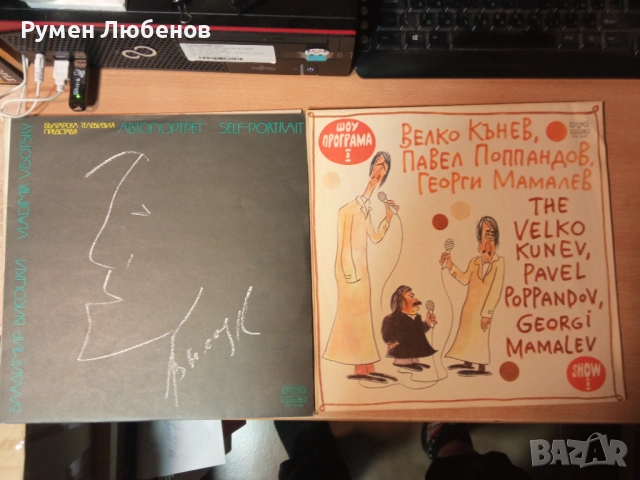 Румен Любенов
БЪЛГАРСКА ТЕЛЕВИЗИЯ
ПРЕДСТАВЯ
АВТОПОРТРЕТ SELF-PORTRAIT
ВЛАДИМИР ВИСОЦКИ VLADIMIR VISOTSKY
ШОУ
ПРОГРАМА
ВЕЛКО КЪНЕВ,
ПАВЕЛ ПОППАНДОВ,
ГЕОРГИ МАМАЛЕВ
THE
VELKO
KUNEV,
PAVEL
POPPANDOV,
GEORGI
MAMALEV
SHOW
BAZAR